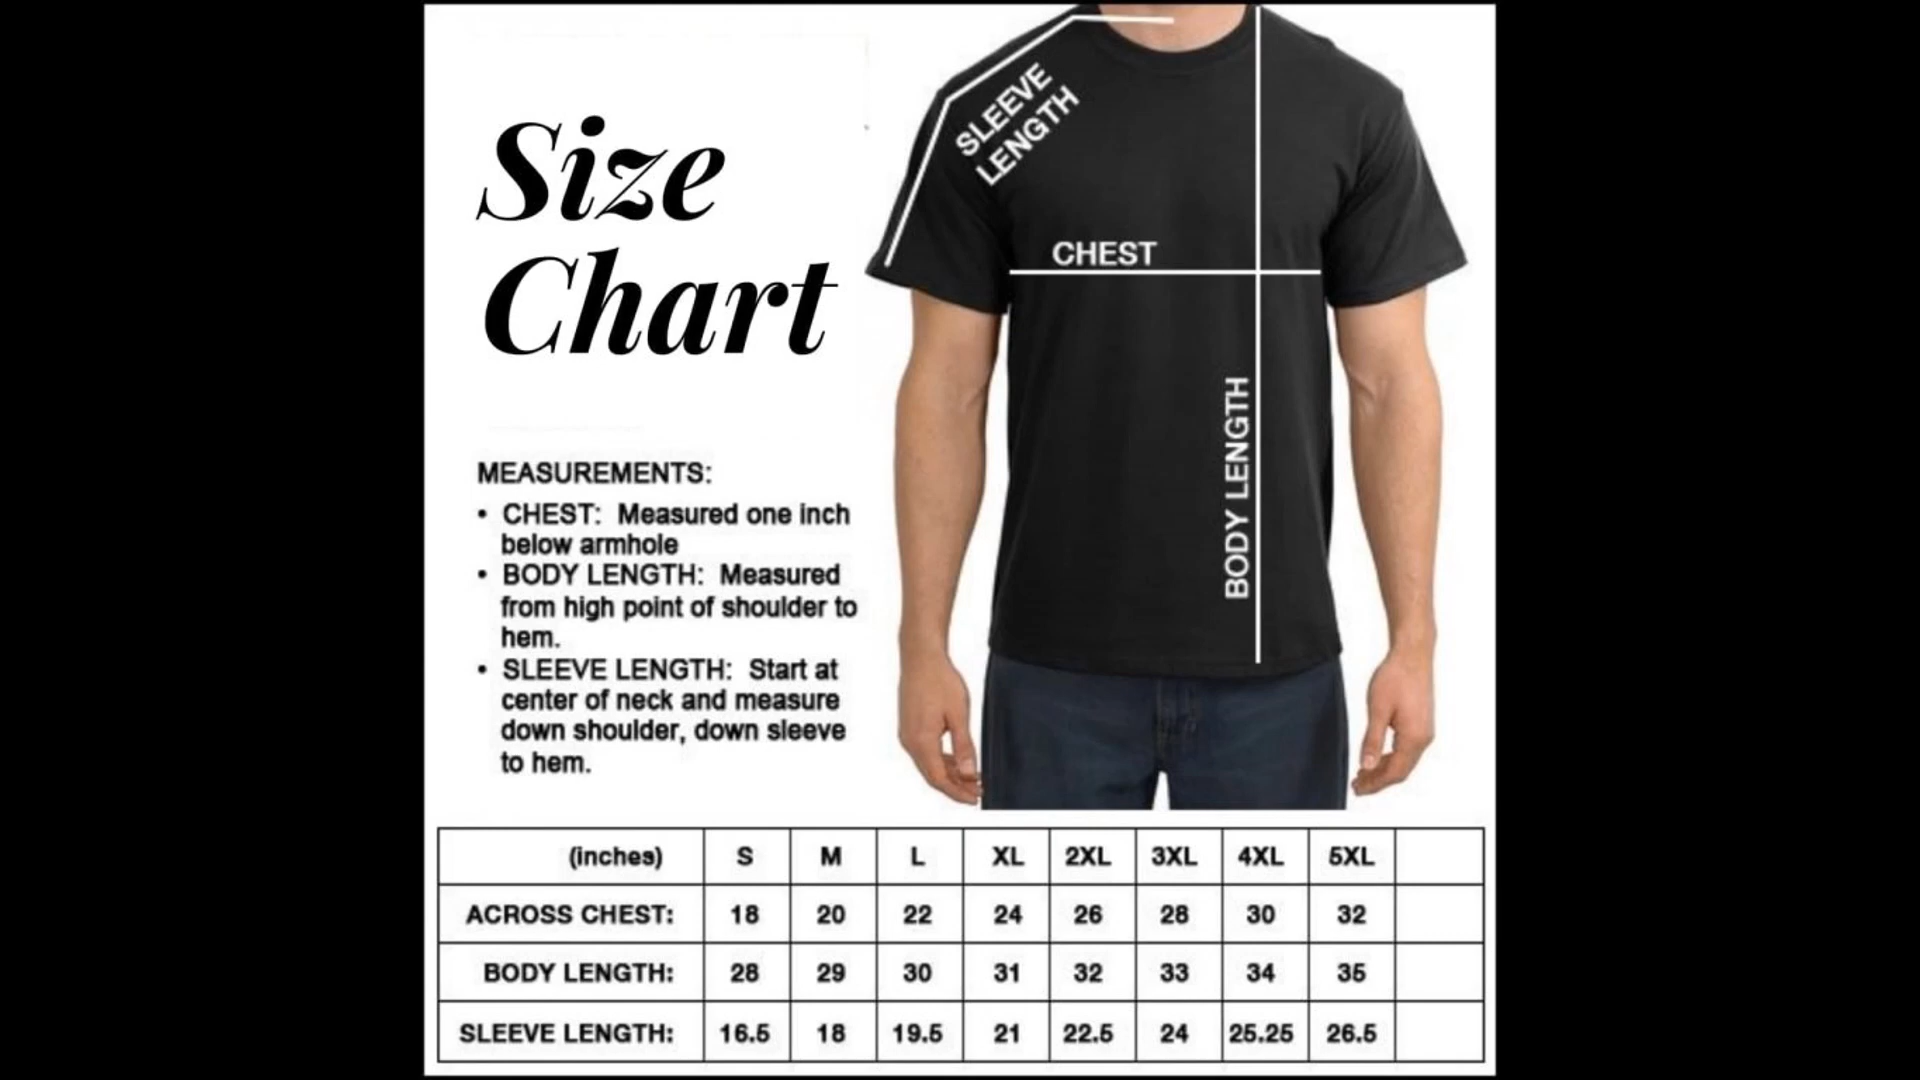 Size
Chart
SLEEVE
LENGTH
CHEST
BODY LENGTH
MEASUREMENTS:
• CHEST: Measured one inch
below armhole
• BODY LENGTH: Measured
from high point of shoulder to
hem.
• SLEEVE LENGTH: Start at
center of neck and measure
down shoulder, down sleeve
to hem.
(inches) S M L XL 2XL 3XL 4XL 5XL
ACROSS CHEST: 18 20 22 24 26 28 30 32
BODY LENGTH: 28 29 30 31 32 33 34 35
SLEEVE LENGTH: 16.5 18 19.5 21 22.5 24 25.25 26.5